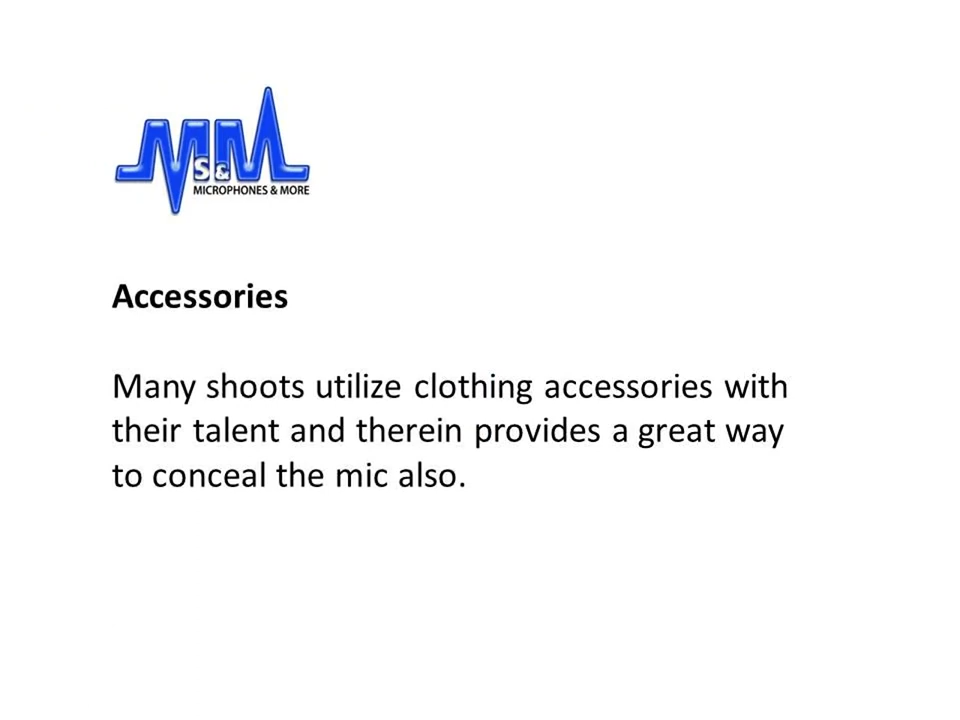 MS&M
MICROPHONES & MORE
Accessories
Many shoots utilize clothing accessories with
their talent and therein provides a great way
to conceal the mic also.